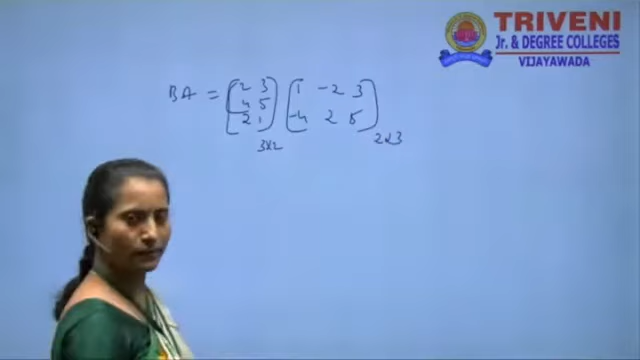 TRIVENI
Jr. & DEGREE COLLEGES
VIJAYAWADA
BA = [2 3 4 5 2 1] 3x2 [1 -2 3 -4 2 5] 2x3